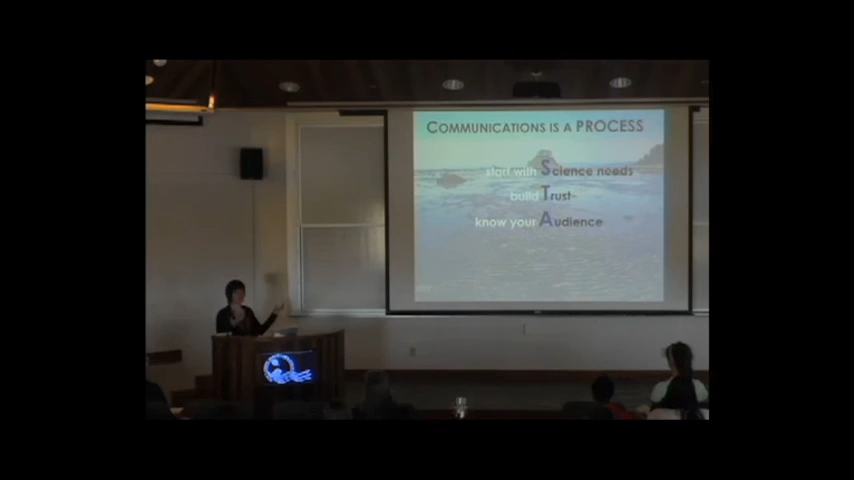 COMMUNICATIONS IS A PROCESS
start with Science needs
build Trust-
know your Audience